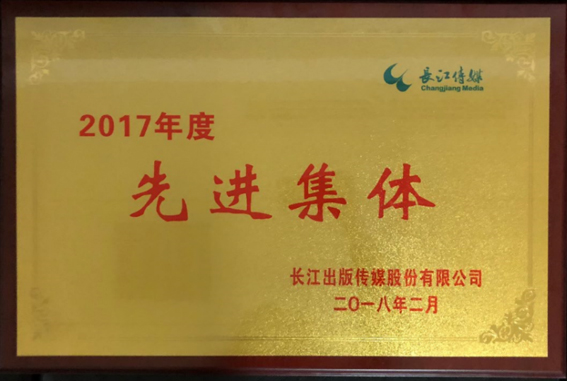 长江传媒
Changjiang Media
2017年度
先进集体
长江出版传媒股份有限公司
二〇一八年二月